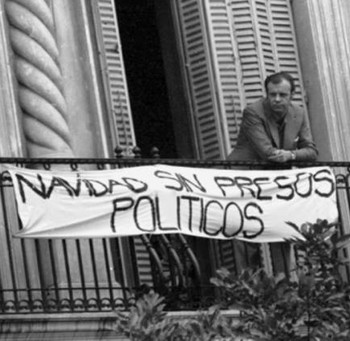 NAVIDAD SIN PRESOS
POLITICOS